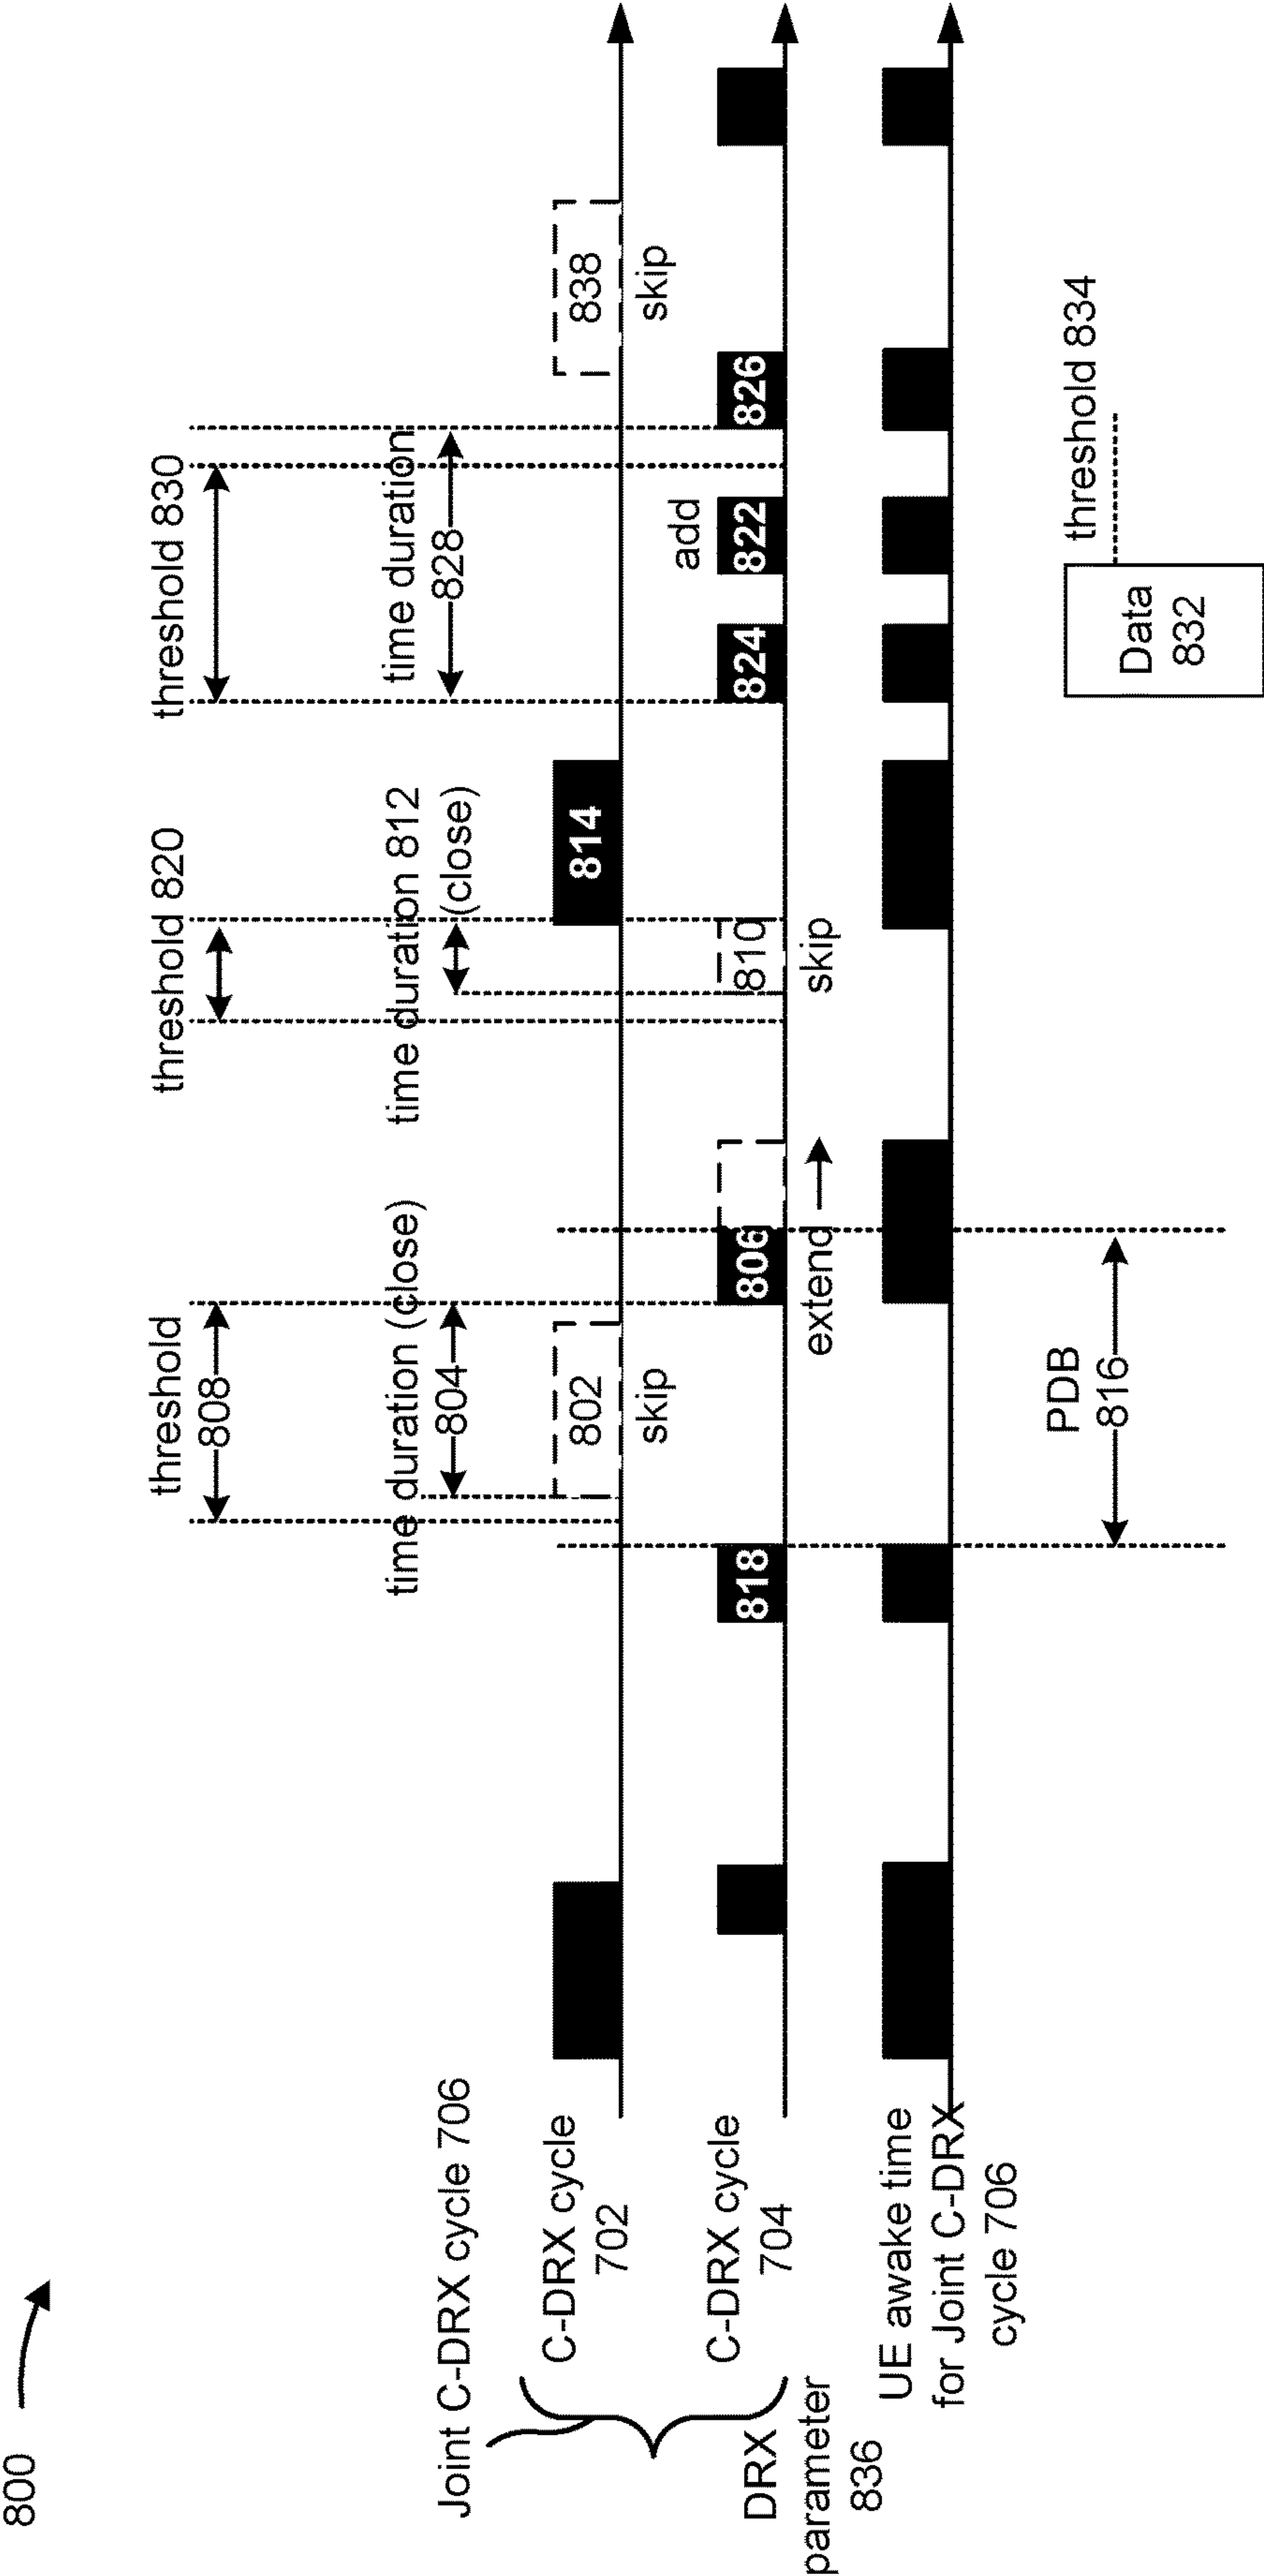 800
threshold
808
threshold 820
threshold 830
time duration (close)
804
time duration 812
(close)
time duration
828
Joint C-DRX cycle 706
C-DRX cycle
702
802
skip
814
838
skip
C-DRX cycle
704
818
806
extend
810
skip
824
add
822
826
DRX
parameter
836
UE awake time
for Joint C-DRX
cycle 706
PDB
816
Data
832
threshold 834